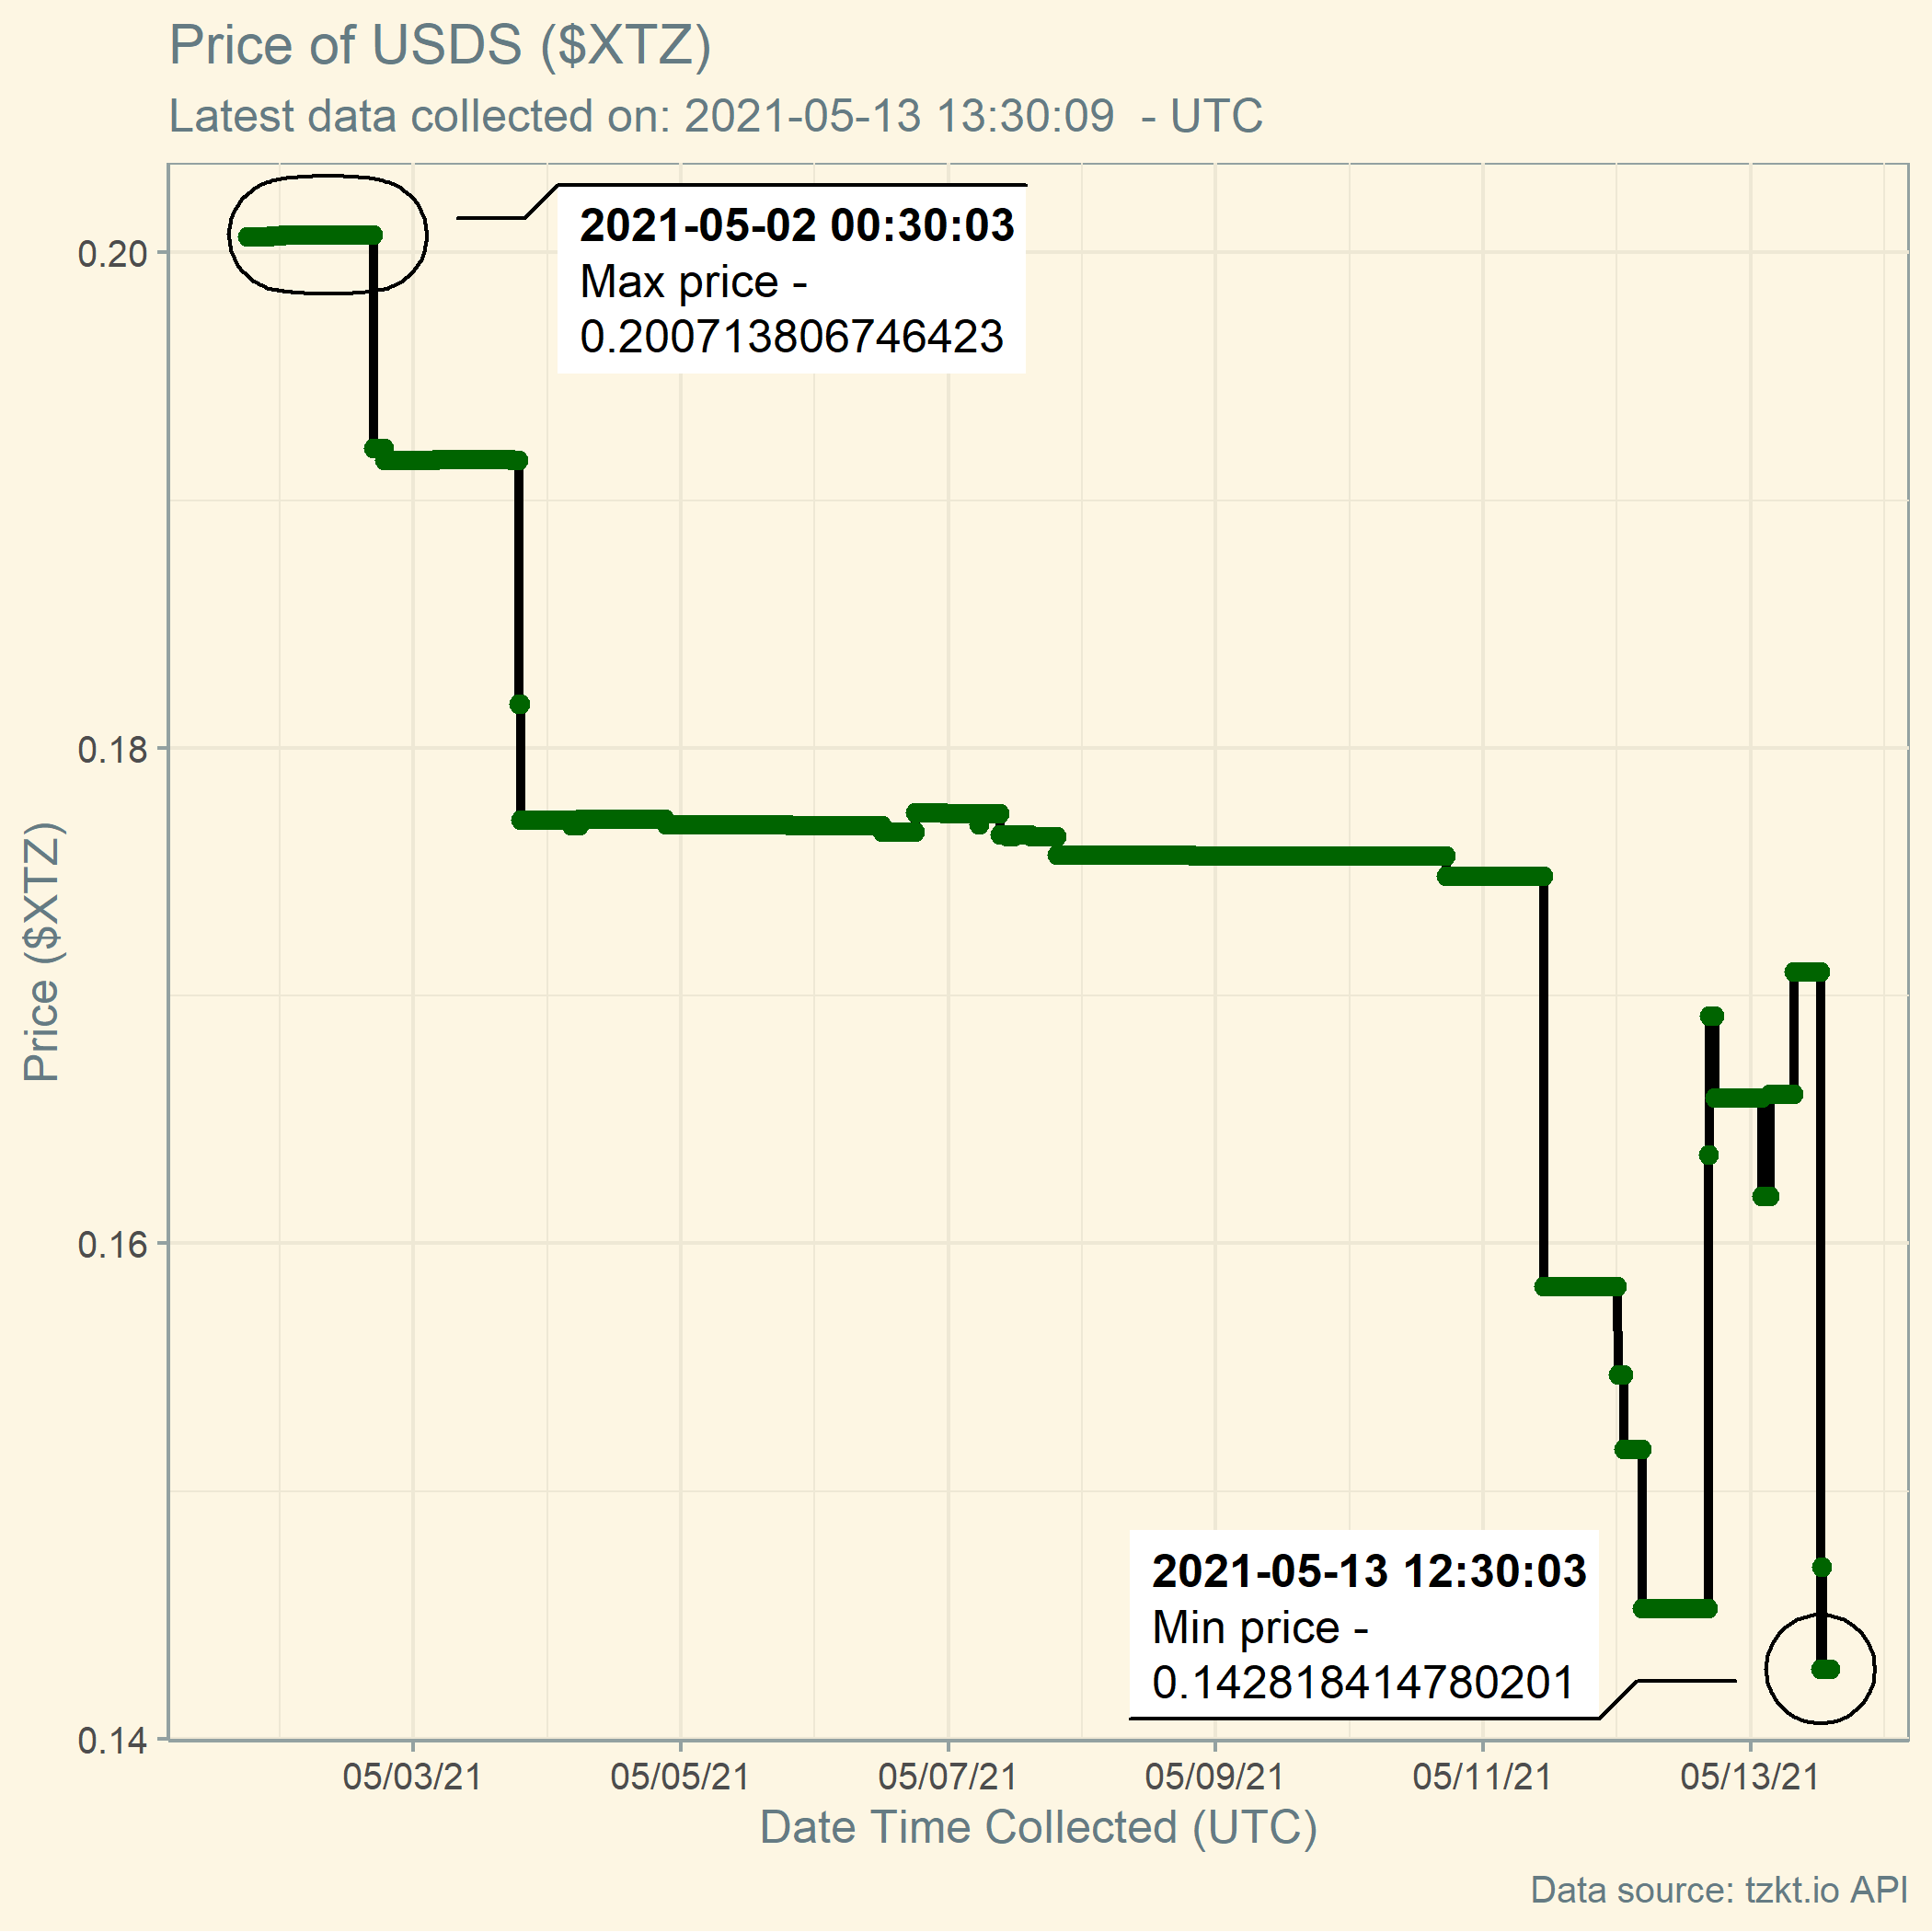 Price of USDS ($XTZ)
Latest data collected on: 2021-05-13 13:30:09  - UTC
2021-05-02 00:30:03
Max price -
0.200713806746423
0.20
0.18
0.16
0.14
Price ($XTZ)
2021-05-13 12:30:03
Min price -
0.142818414780201
05/03/21
05/05/21
05/07/21
05/09/21
05/11/21
05/13/21
Date Time Collected (UTC)
Data source: tzkt.io API